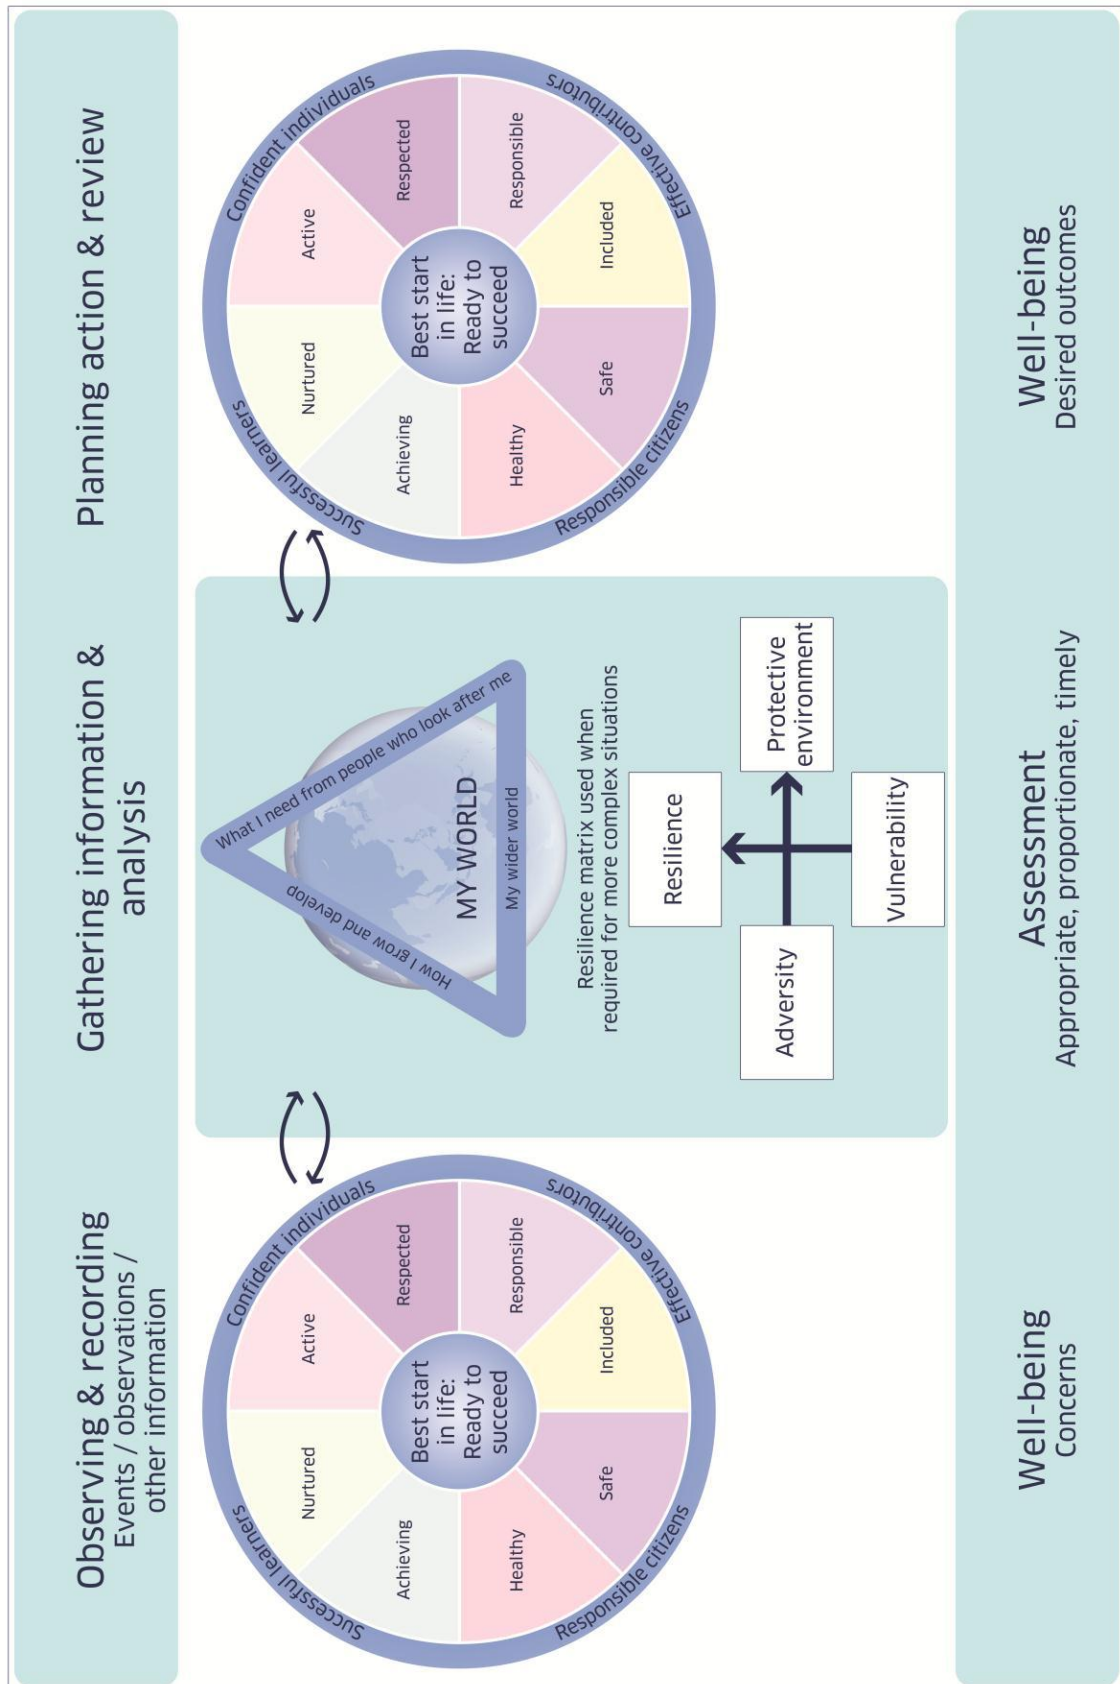 Observing & recording
Events / observations /
other information
Gathering information &
analysis
Planning action & review
Successful learners
Confident individuals
Nurtured
Active
Achieving
Respected
Best start
in life:
Ready to
succeed
Healthy
Responsible
Safe
Included
Responsible citizens
Effective contributors
How I grow and develop
What I need from people who look after me
MY WORLD
My wider world
Resilience matrix used when
required for more complex situations
Resilience
Adversity
Protective
environment
Vulnerability
Successful learners
Confident individuals
Nurtured
Active
Achieving
Respected
Best start
in life:
Ready to
succeed
Healthy
Responsible
Safe
Included
Responsible citizens
Effective contributors
Well-being
Concerns
Assessment
Appropriate, proportionate, timely
Well-being
Desired outcomes